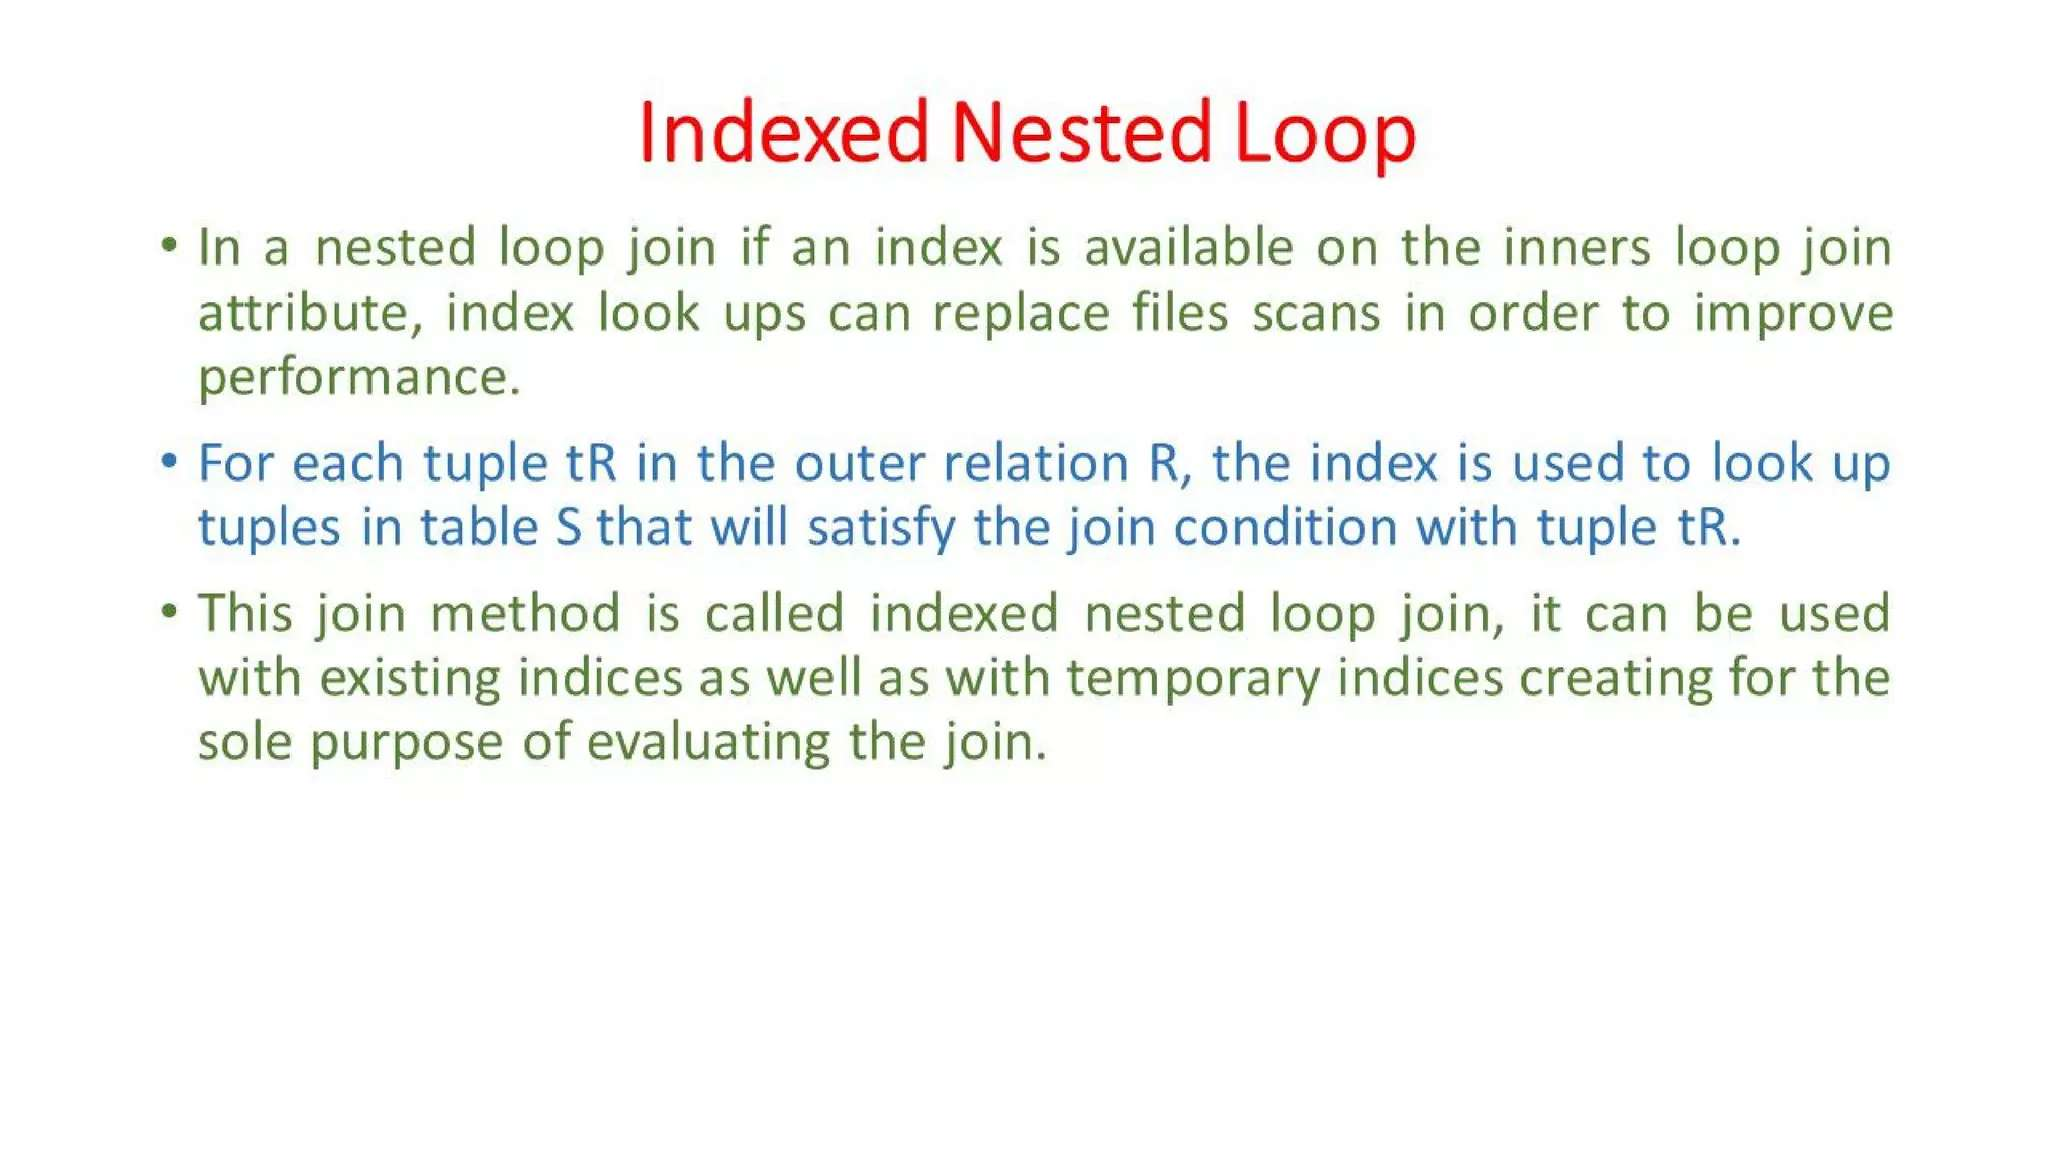 Indexed Nested Loop
• In a nested loop join if an index is available on the inners loop join
attribute, index look ups can replace files scans in order to improve
performance.
• For each tuple tR in the outer relation R, the index is used to look up
tuples in table S that will satisfy the join condition with tuple tR.
• This join method is called indexed nested loop join, it can be used
with existing indices as well as with temporary indices creating for the
sole purpose of evaluating the join.